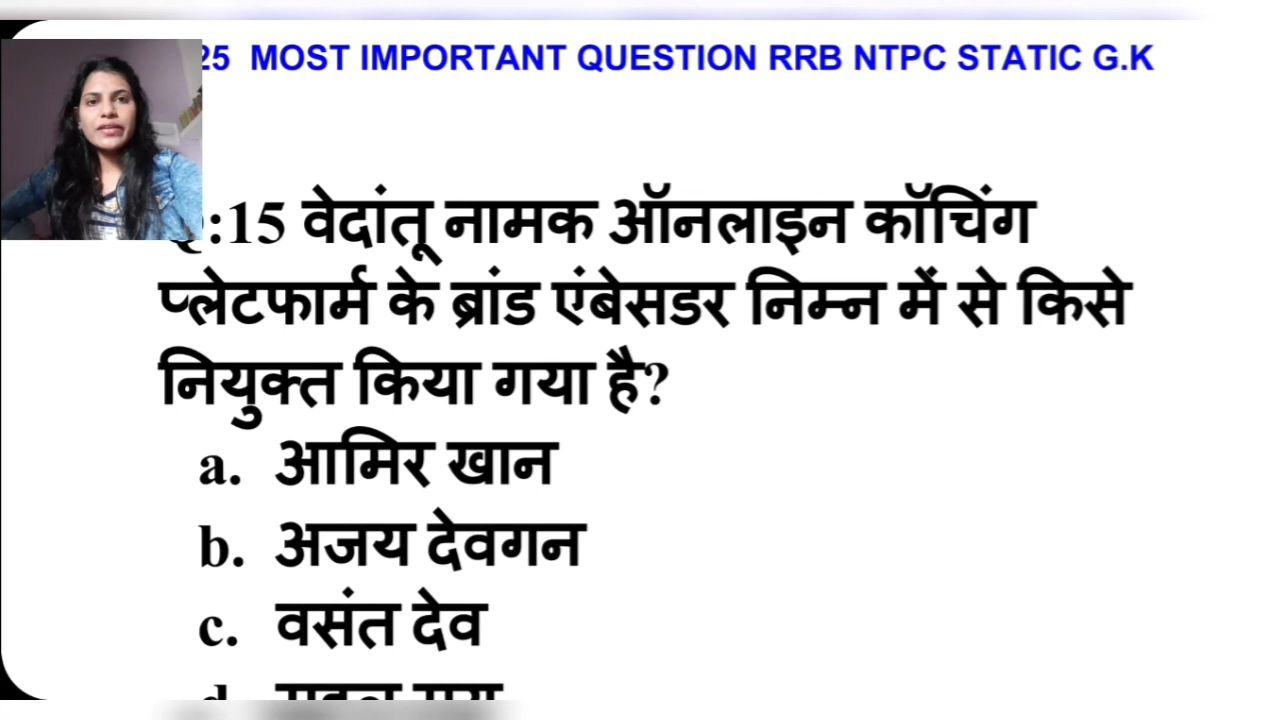 25 MOST IMPORTANT QUESTION RRB NTPC STATIC G.K
:15 वेदांतू नामक ऑनलाइन कॉचिंग
प्लेटफार्म के ब्रांड एंबेसडर निम्न में से किसे
नियुक्त किया गया है?
a. आमिर खान
b. अजय देवगन
c. वसंत देव